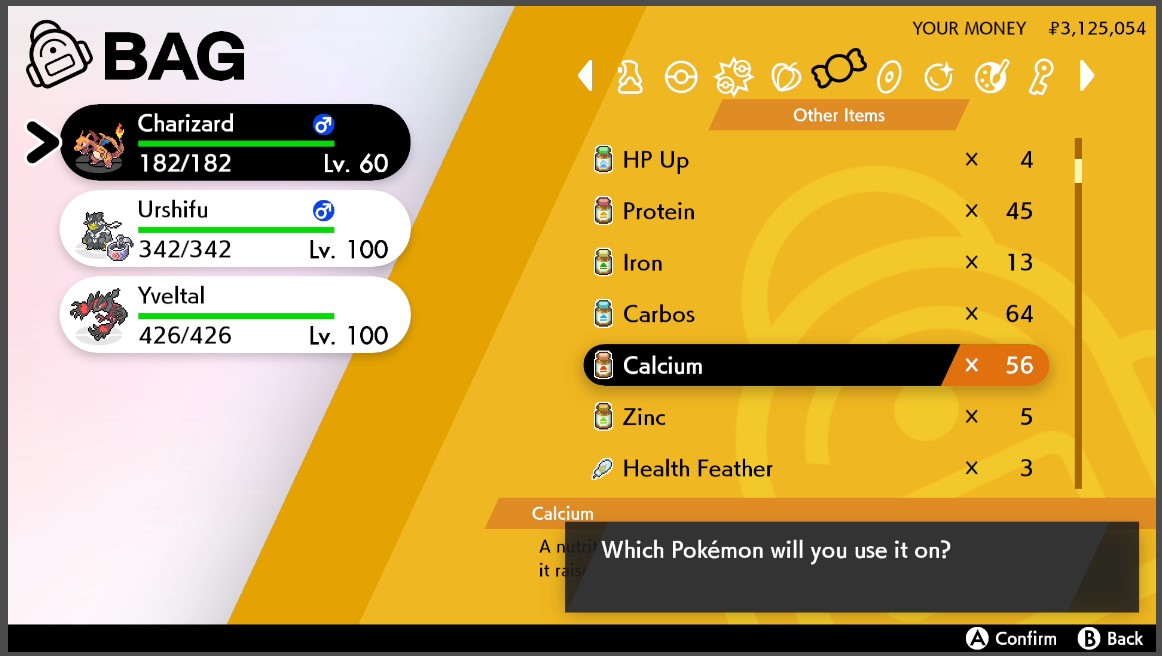 BAG
YOUR MONEY ₽3,125,054
Other Items
Charizard ♂
182/182 Lv. 60
Urshifu ♂
342/342 Lv. 100
Yveltal
426/426 Lv. 100
HP Up × 4
Protein × 45
Iron × 13
Carbos × 64
Calcium × 56
Zinc × 5
Health Feather × 3
Calcium
A
it
Which Pokémon will you use it on?
A Confirm B Back